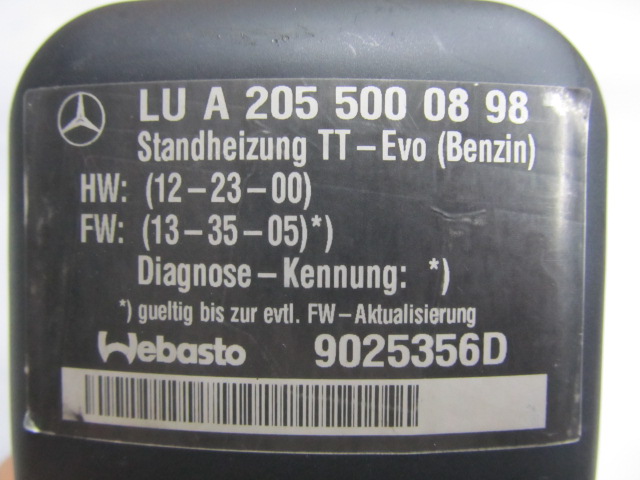 LU A 205 500 08 98
Standheizung TT-Evo (Benzin)
HW: (12-23-00)
FW: (13-35-05)*)
Diagnose-Kennung: *)
*) gueltig bis zur evtl. FW-Aktualisierung
Webasto 9025356D